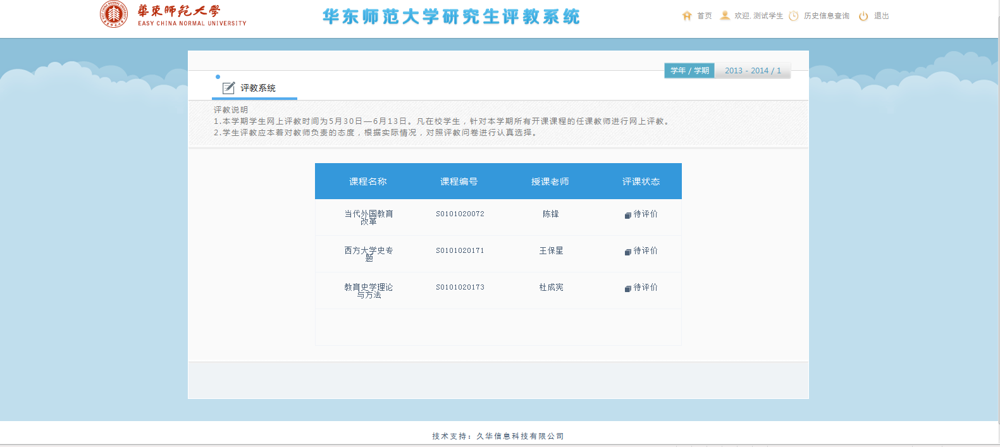 華東師範大學
EASY CHINA NORMAL UNIVERSITY
华东师范大学研究生评教系统
首页 欢迎, 测试学生 历史信息查询 退出
学年 / 学期 2013 - 2014 / 1
评教系统
评教说明
1.本学期学生网上评教时间为5月30日—6月13日。凡在校学生，针对本学期所有开课课程的任课教师进行网上评教。
2.学生评教应本着对教师负责的态度，根据实际情况，对照评教问卷进行认真选择。
课程名称 课程编号 授课老师 评课状态
当代外国教育 S0101020072 陈锋 待评价
改革
西方大学史专 S0101020171 王保星 待评价
题
教育史学理论 S0101020173 杜成宪 待评价
与方法
技术支持：久华信息科技有限公司